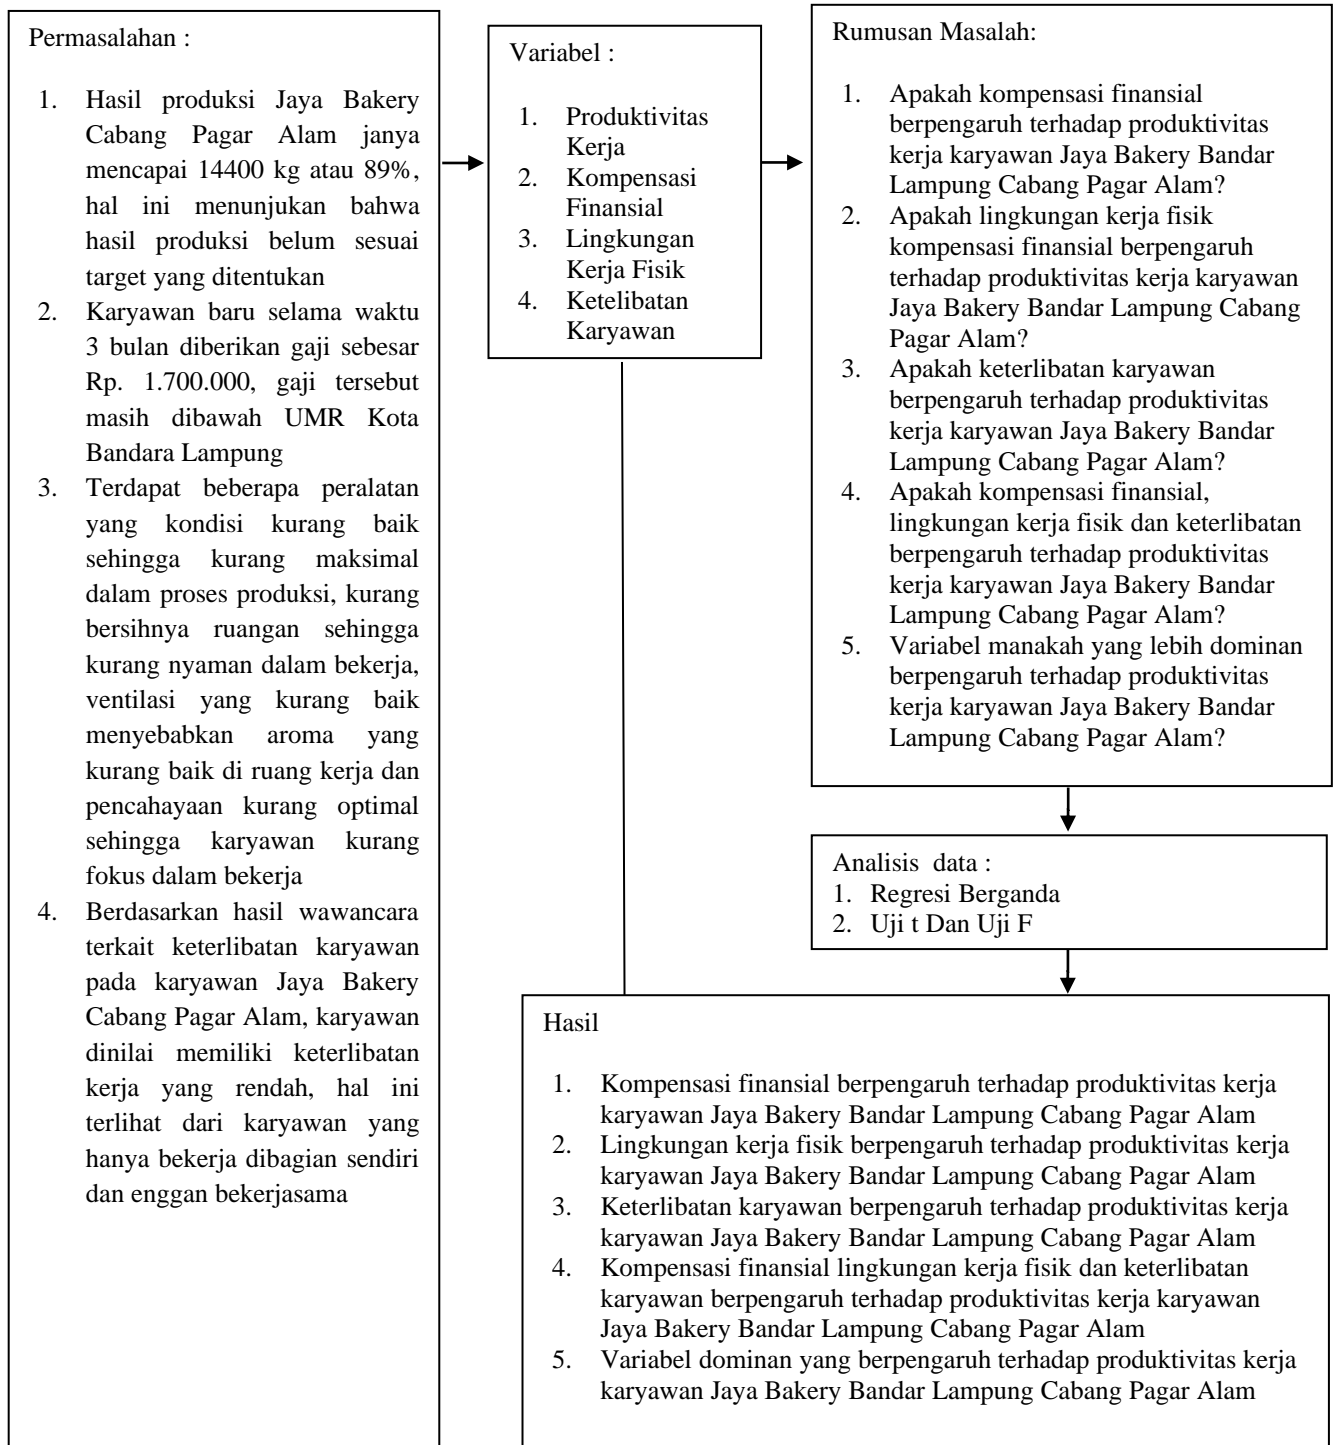 Permasalahan :
1. Hasil produksi Jaya Bakery
Cabang Pagar Alam janya
mencapai 14400 kg atau 89%,
hal ini menunjukan bahwa
hasil produksi belum sesuai
target yang ditentukan
2. Karyawan baru selama waktu
3 bulan diberikan gaji sebesar
Rp. 1.700.000, gaji tersebut
masih dibawah UMR Kota
Bandara Lampung
3. Terdapat beberapa peralatan
yang kondisi kurang baik
sehingga kurang maksimal
dalam proses produksi, kurang
bersihnya ruangan sehingga
kurang nyaman dalam bekerja,
ventilasi yang kurang baik
menyebabkan aroma yang
kurang baik di ruang kerja dan
pencahayaan kurang optimal
sehingga karyawan kurang
fokus dalam bekerja
4. Berdasarkan hasil wawancara
terkait keterlibatan karyawan
pada karyawan Jaya Bakery
Cabang Pagar Alam, karyawan
dinilai memiliki keterlibatan
kerja yang rendah, hal ini
terlihat dari karyawan yang
hanya bekerja dibagian sendiri
dan enggan bekerjasama
Variabel :
1. Produktivitas
Kerja
2. Kompensasi
Finansial
3. Lingkungan
Kerja Fisik
4. Ketelibatan
Karyawan
Rumusan Masalah:
1. Apakah kompensasi finansial
berpengaruh terhadap produktivitas
kerja karyawan Jaya Bakery Bandar
Lampung Cabang Pagar Alam?
2. Apakah lingkungan kerja fisik
kompensasi finansial berpengaruh
terhadap produktivitas kerja karyawan
Jaya Bakery Bandar Lampung Cabang
Pagar Alam?
3. Apakah keterlibatan karyawan
berpengaruh terhadap produktivitas
kerja karyawan Jaya Bakery Bandar
Lampung Cabang Pagar Alam?
4. Apakah kompensasi finansial,
lingkungan kerja fisik dan keterlibatan
berpengaruh terhadap produktivitas
kerja karyawan Jaya Bakery Bandar
Lampung Cabang Pagar Alam?
5. Variabel manakah yang lebih dominan
berpengaruh terhadap produktivitas
kerja karyawan Jaya Bakery Bandar
Lampung Cabang Pagar Alam?
Analisis data :
1. Regresi Berganda
2. Uji t Dan Uji F
Hasil
1. Kompensasi finansial berpengaruh terhadap produktivitas kerja
karyawan Jaya Bakery Bandar Lampung Cabang Pagar Alam
2. Lingkungan kerja fisik berpengaruh terhadap produktivitas kerja
karyawan Jaya Bakery Bandar Lampung Cabang Pagar Alam
3. Keterlibatan karyawan berpengaruh terhadap produktivitas kerja
karyawan Jaya Bakery Bandar Lampung Cabang Pagar Alam
4. Kompensasi finansial lingkungan kerja fisik dan keterlibatan
karyawan berpengaruh terhadap produktivitas kerja karyawan
Jaya Bakery Bandar Lampung Cabang Pagar Alam
5. Variabel dominan yang berpengaruh terhadap produktivitas kerja
karyawan Jaya Bakery Bandar Lampung Cabang Pagar Alam